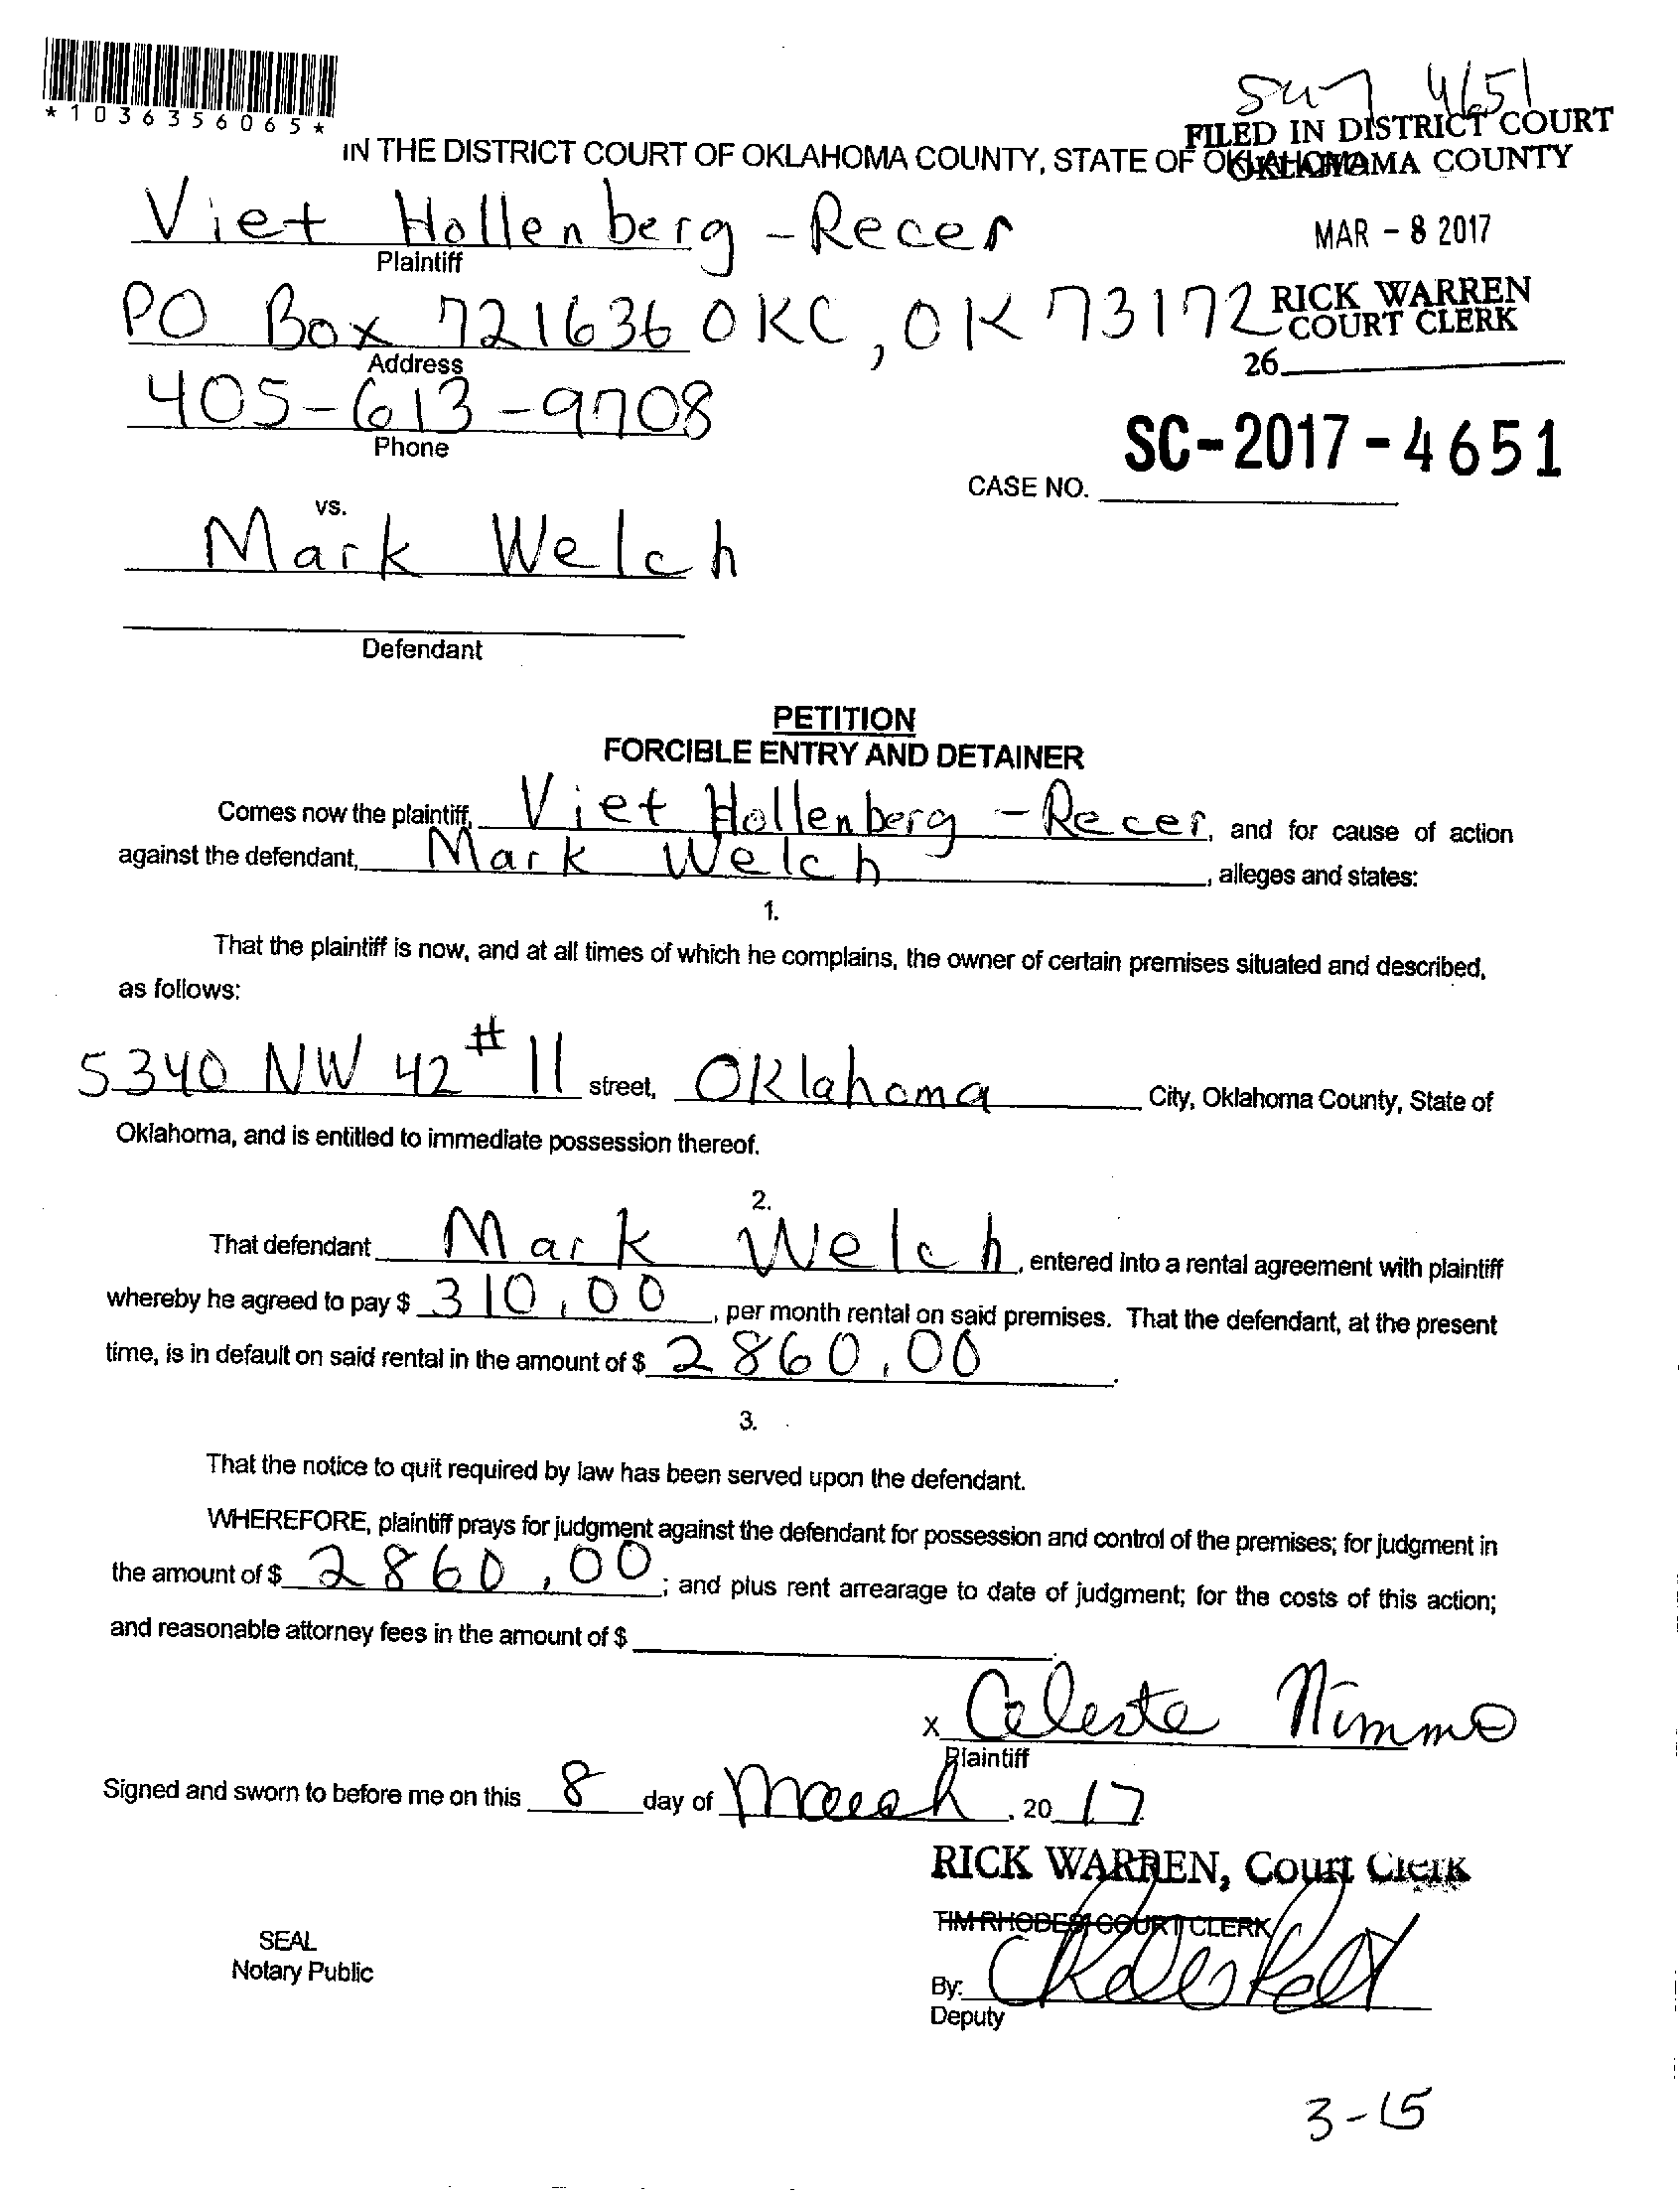 *1036356065*
4651
FILED IN DISTRICT COURT
IN THE DISTRICT COURT OF OKLAHOMA COUNTY, STATE OF OKLAHOMA
OKLAHOMA COUNTY
Viet Hollenberg-Recer
MAR - 8 2017
Plaintiff
PO Box 721636 OKC, OK 73172
RICK WARREN
COURT CLERK
Address
26
405-613-9708
Phone
SC-2017-4651
CASE NO.
vs.
Mark Welch
Defendant
PETITION
FORCIBLE ENTRY AND DETAINER
Comes now the plaintiff, Viet Hollenberg-Recer, and for cause of action
against the defendant, Mark Welch, alleges and states:
1.
That the plaintiff is now, and at all times of which he complains, the owner of certain premises situated and described,
as follows:
5340 NW 42 #11 street, Oklahoma City, Oklahoma County, State of
Oklahoma, and is entitled to immediate possession thereof.
2.
That defendant Mark Welch, entered into a rental agreement with plaintiff
whereby he agreed to pay $ 310.00, per month rental on said premises. That the defendant, at the present
time, is in default on said rental in the amount of $ 2860.00.
3.
That the notice to quit required by law has been served upon the defendant.
WHEREFORE, plaintiff prays for judgment against the defendant for possession and control of the premises; for judgment in
the amount of $ 2860.00; and plus rent arrearage to date of judgment; for the costs of this action;
and reasonable attorney fees in the amount of $
x Celeste Nimmo
Plaintiff
Signed and sworn to before me on this 8 day of March, 2017
RICK WARREN, Court Clerk
TIM RHODES, COURT CLERK
SEAL
Notary Public
By:
Deputy
3-15